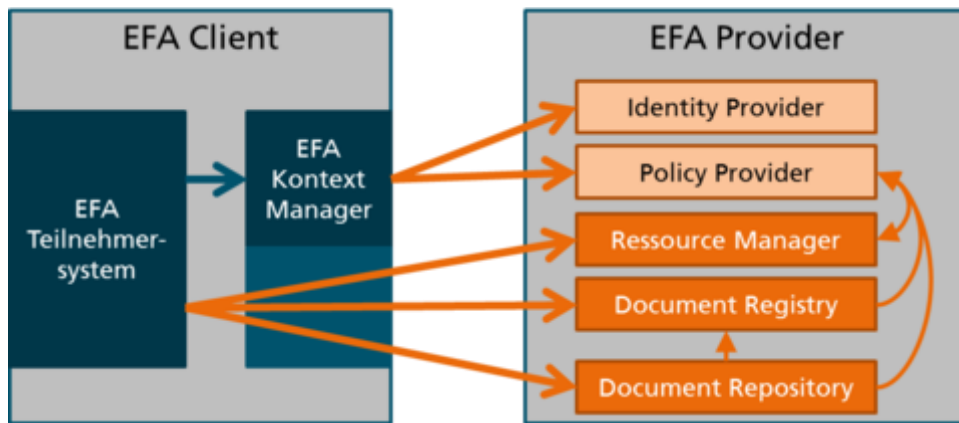 EFA Client
EFA
Teilnehmer-
system
EFA
Kontext
Manager
EFA Provider
Identity Provider
Policy Provider
Ressource Manager
Document Registry
Document Repository